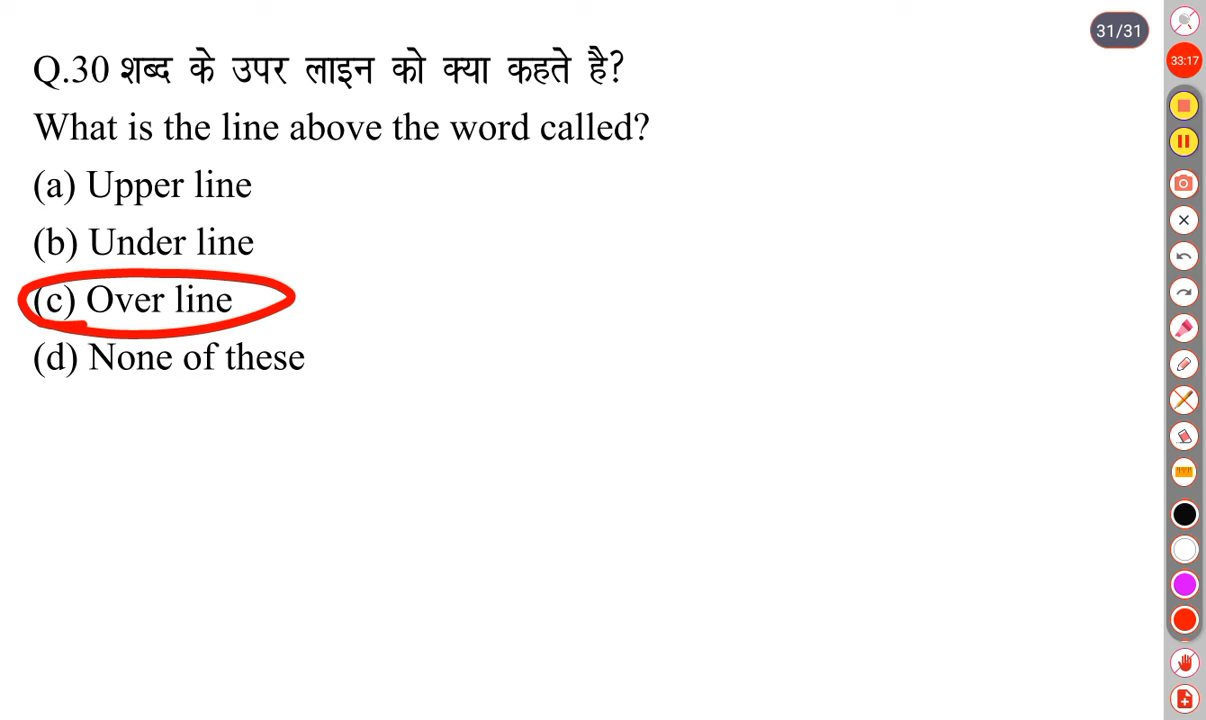 31/31
33:17
Q.30 शब्द के उपर लाइन को क्या कहते है?
What is the line above the word called?
(a) Upper line
(b) Under line
(c) Over line
(d) None of these